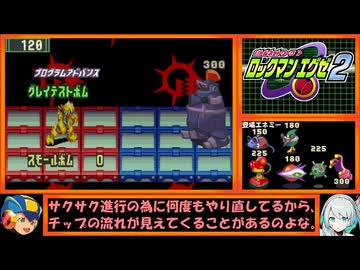 120
プログラムアドバンス
グレイテストボム
300
スモールボム 0
ロックマン エグゼ2
登場エネミー 180
150
225
225
300
180
サクサク進行の為に何度もやり直してるから、
チップの流れが見えてくることがあるのよな。